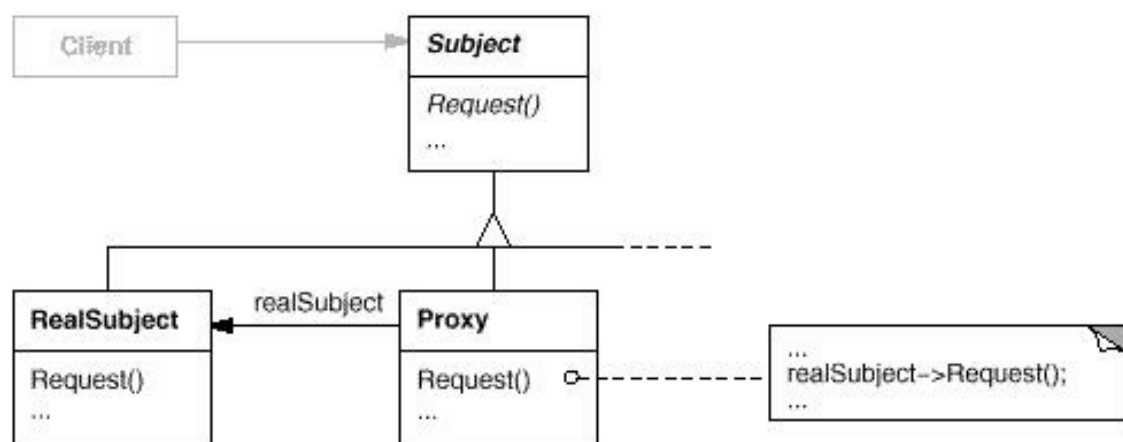 Client
Subject
Request()
...
realSubject
RealSubject
Request()
...
Proxy
Request()
...
...
realSubject->Request();
...